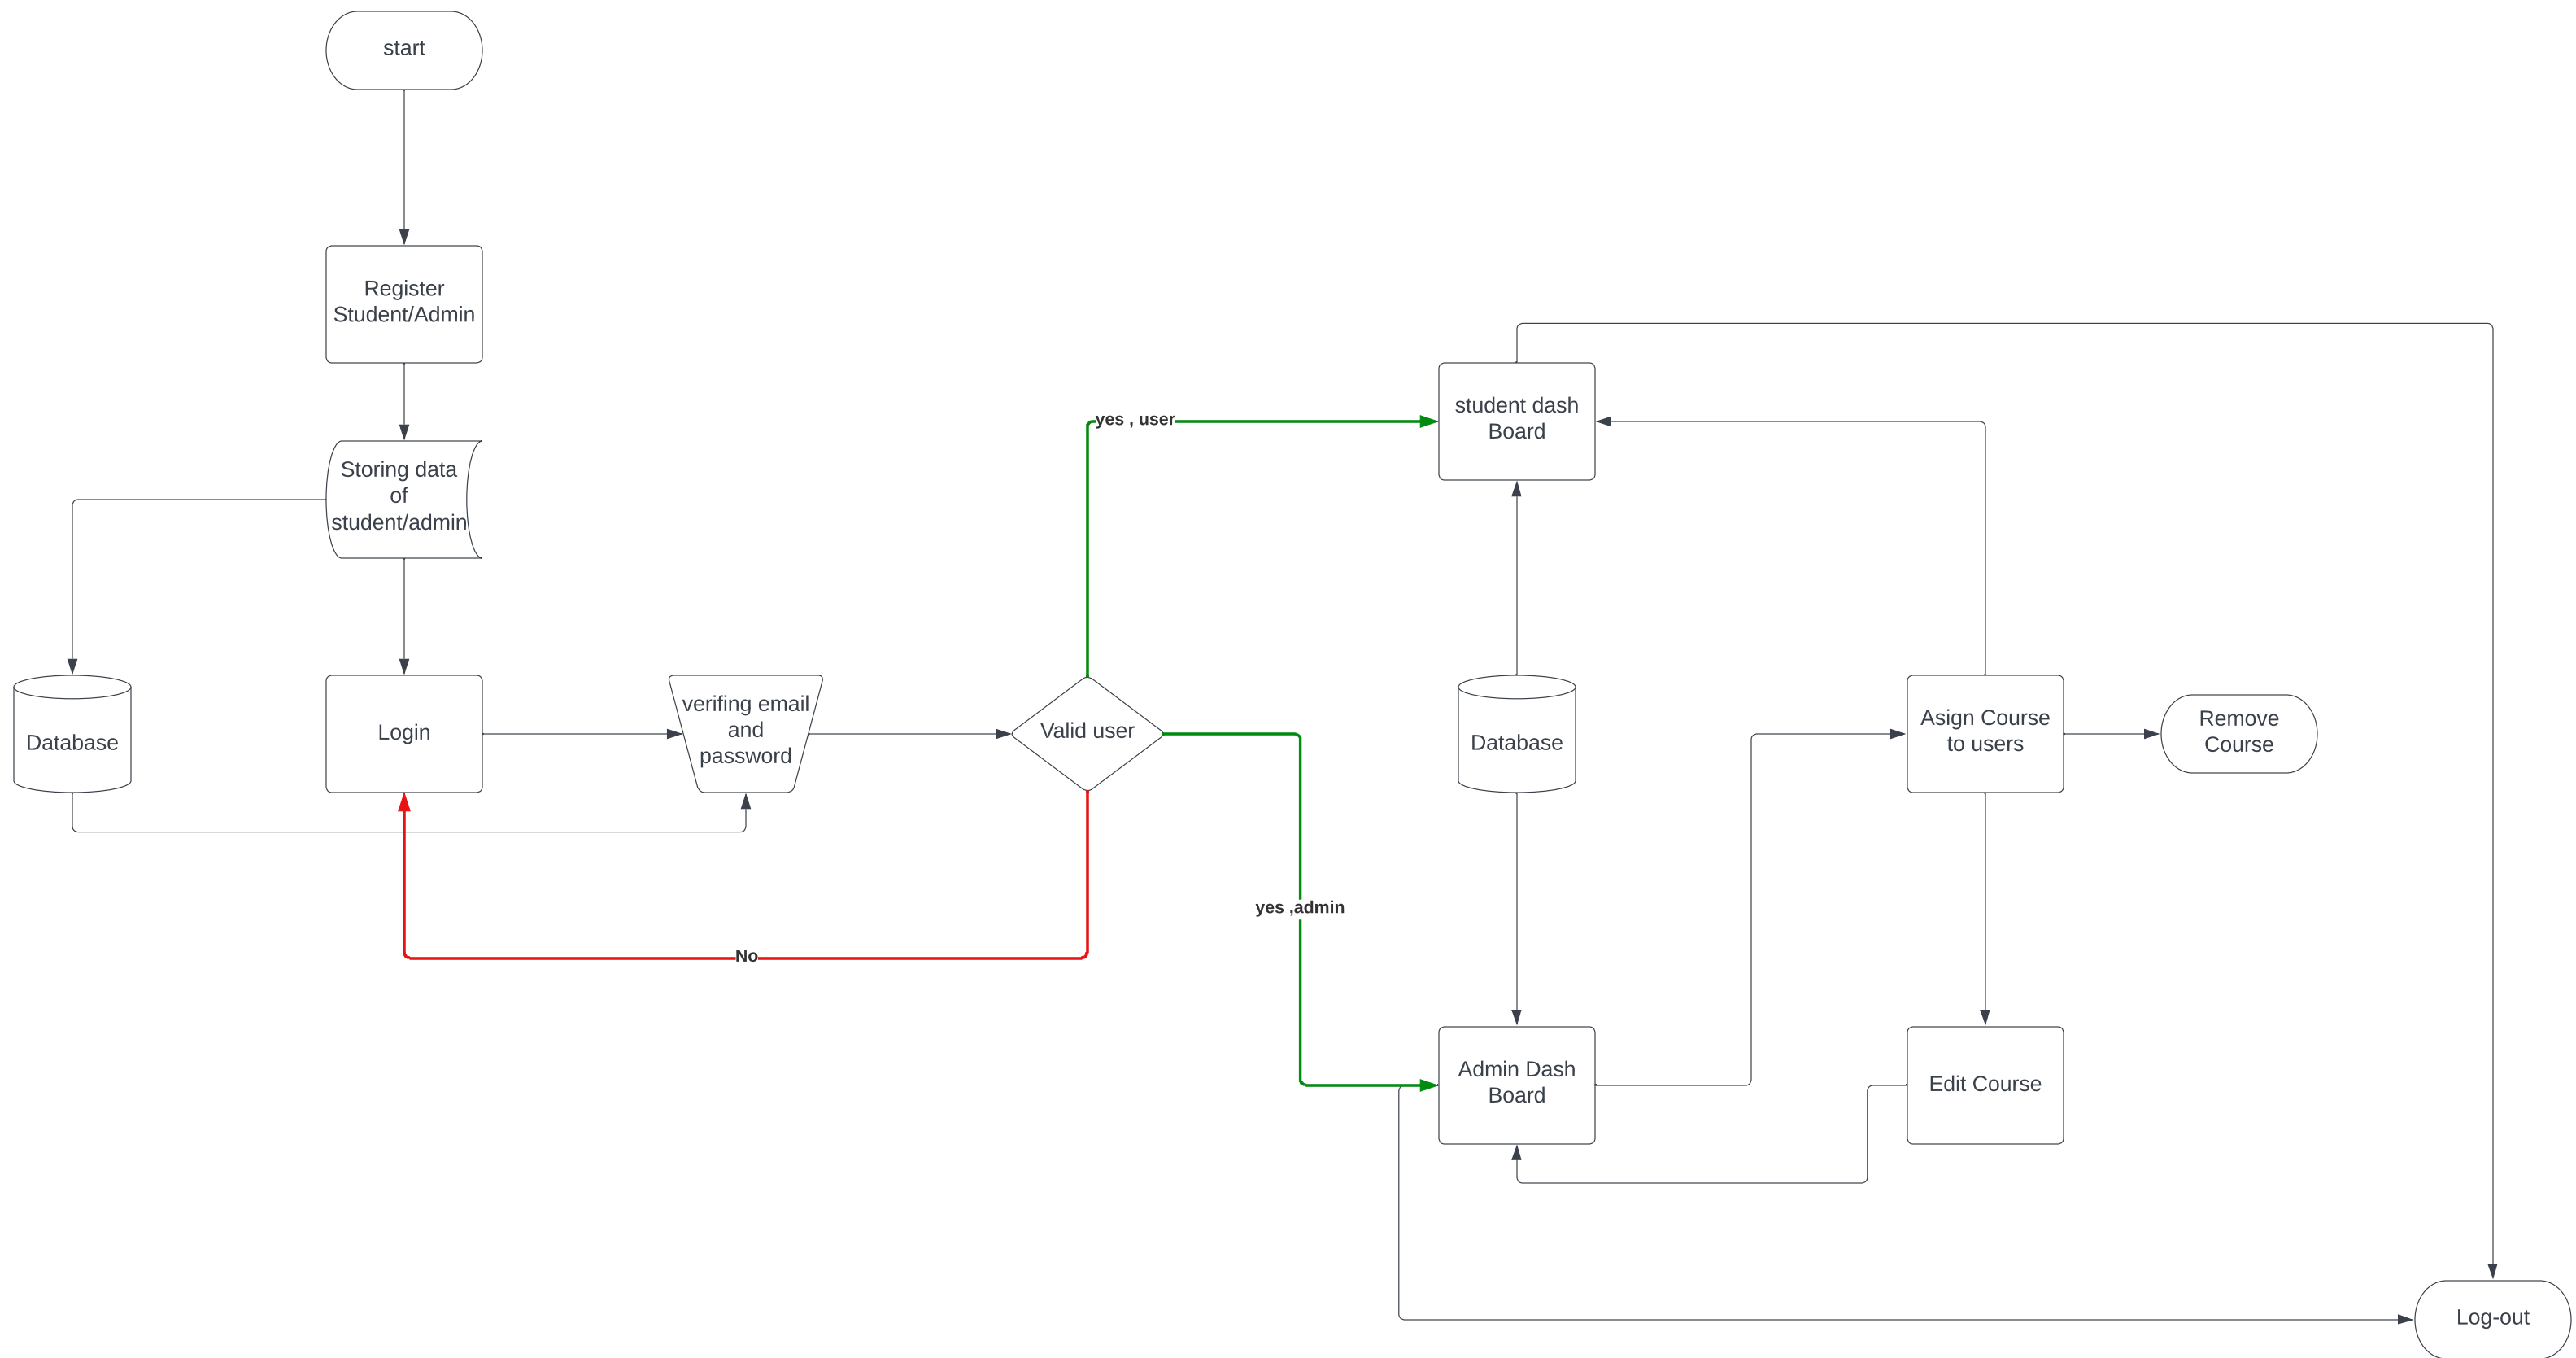 start
Register
Student/Admin
Storing data
of
student/admin
Database
Login
verifing email
and
password
Valid user
yes , user
yes ,admin
No
student dash
Board
Database
Admin Dash
Board
Asign Course
to users
Remove
Course
Edit Course
Log-out